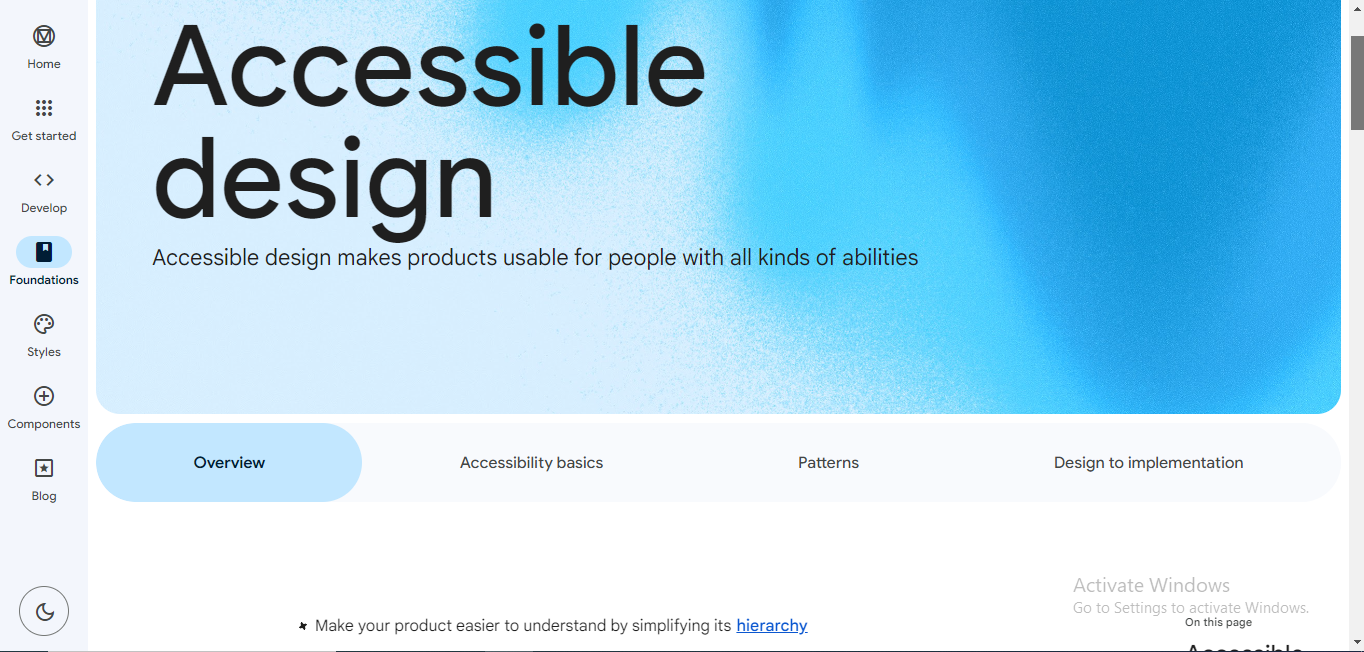 Home
Get started
Develop
Foundations
Styles
Components
Blog
Accessible
design
Accessible design makes products usable for people with all kinds of abilities
Overview
Accessibility basics
Patterns
Design to implementation
Make your product easier to understand by simplifying its hierarchy
Activate Windows
Go to Settings to activate Windows.
On this page
Accessible